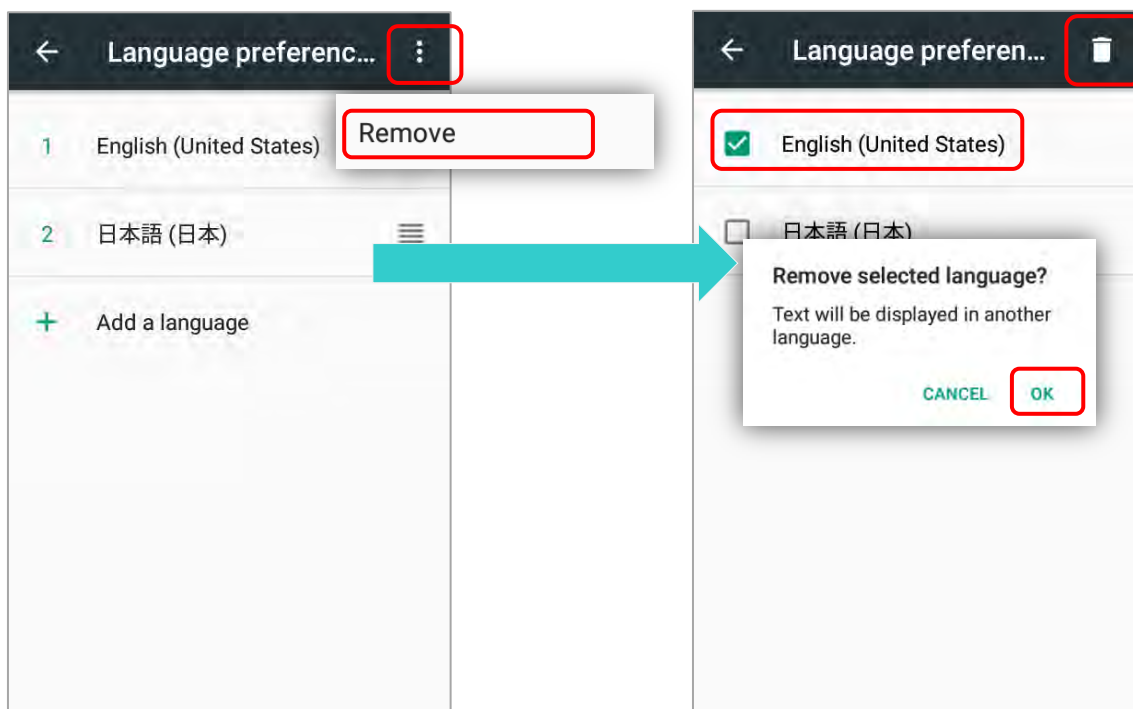 Language preferenc...
Remove
1 English (United States)
2 日本語 (日本)
Add a language
Language preferen...
English (United States)
日本語 (日本)
Remove selected language?
Text will be displayed in another
language.
CANCEL OK